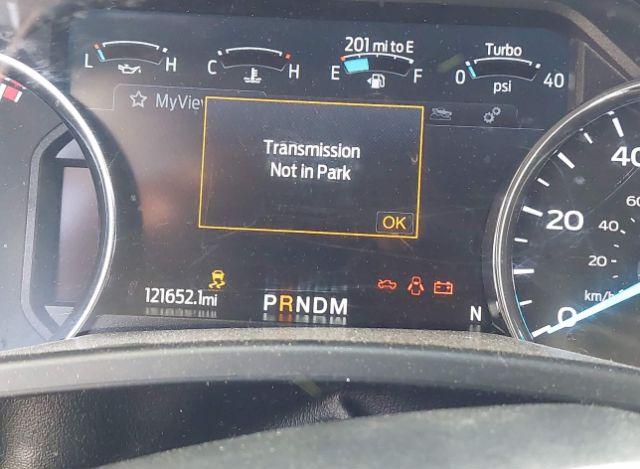 201 mi to E
Turbo
L H C H E F 0 40
psi
MyView
Transmission
Not in Park
OK
121652.1mi
PRNDM
N
40
20
0
60
40
20
km/h